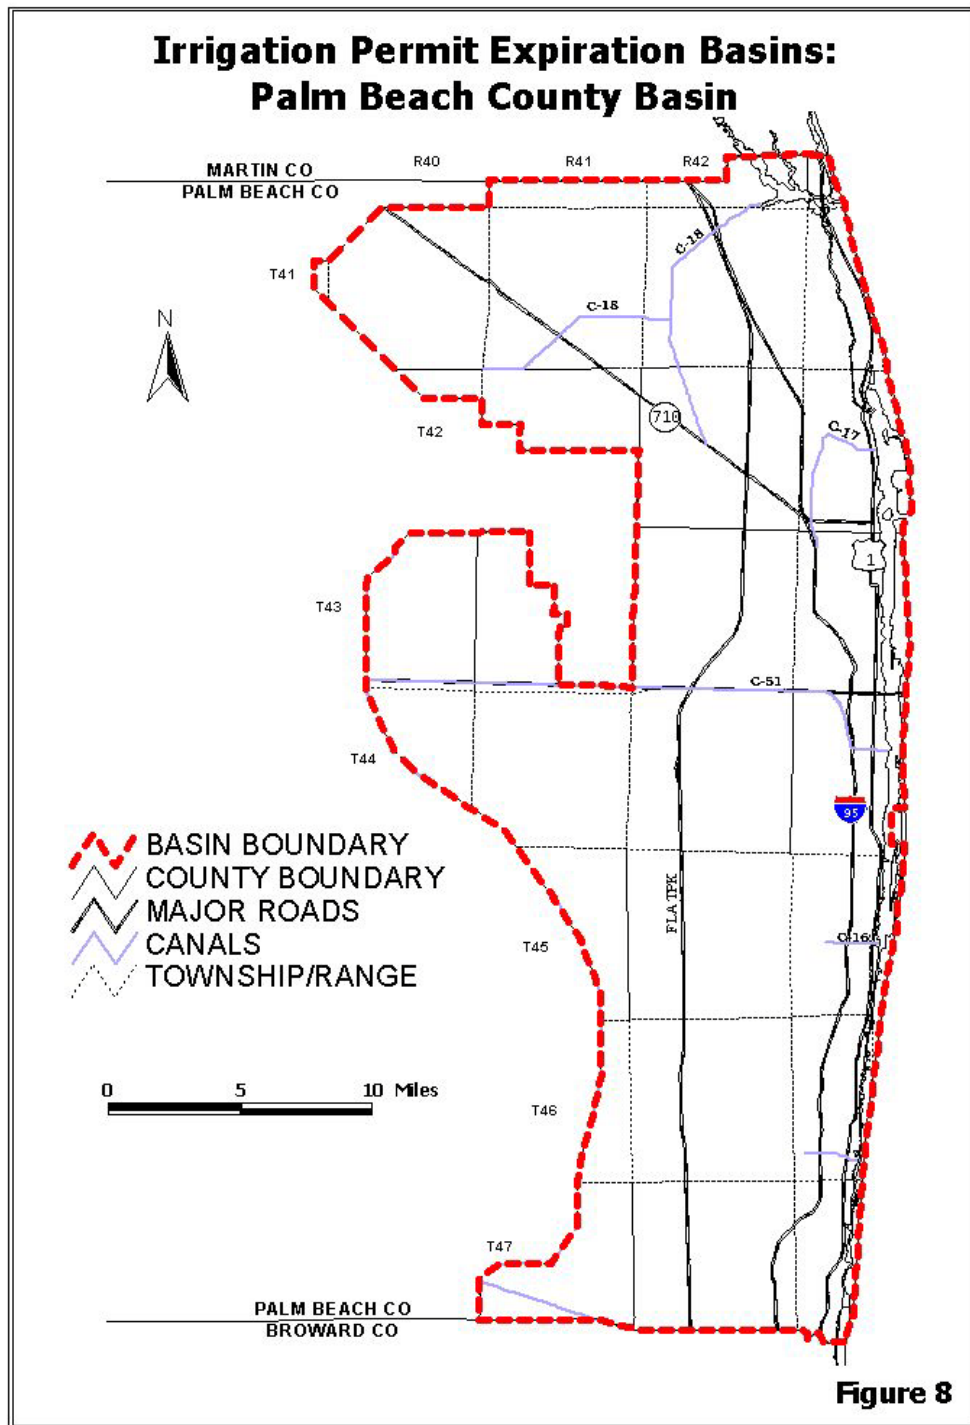 Irrigation Permit Expiration Basins:
Palm Beach County Basin
MARTIN CO
PALM BEACH CO
R40
R41
R42
T41
N
C-18
C-18
710
T42
C-17
1
T43
C-51
T44
95
BASIN BOUNDARY
COUNTY BOUNDARY
MAJOR ROADS
CANALS
TOWNSHIP/RANGE
FLA TPK
C-16
T45
0 5 10 Miles
T46
T47
PALM BEACH CO
BROWARD CO
Figure 8